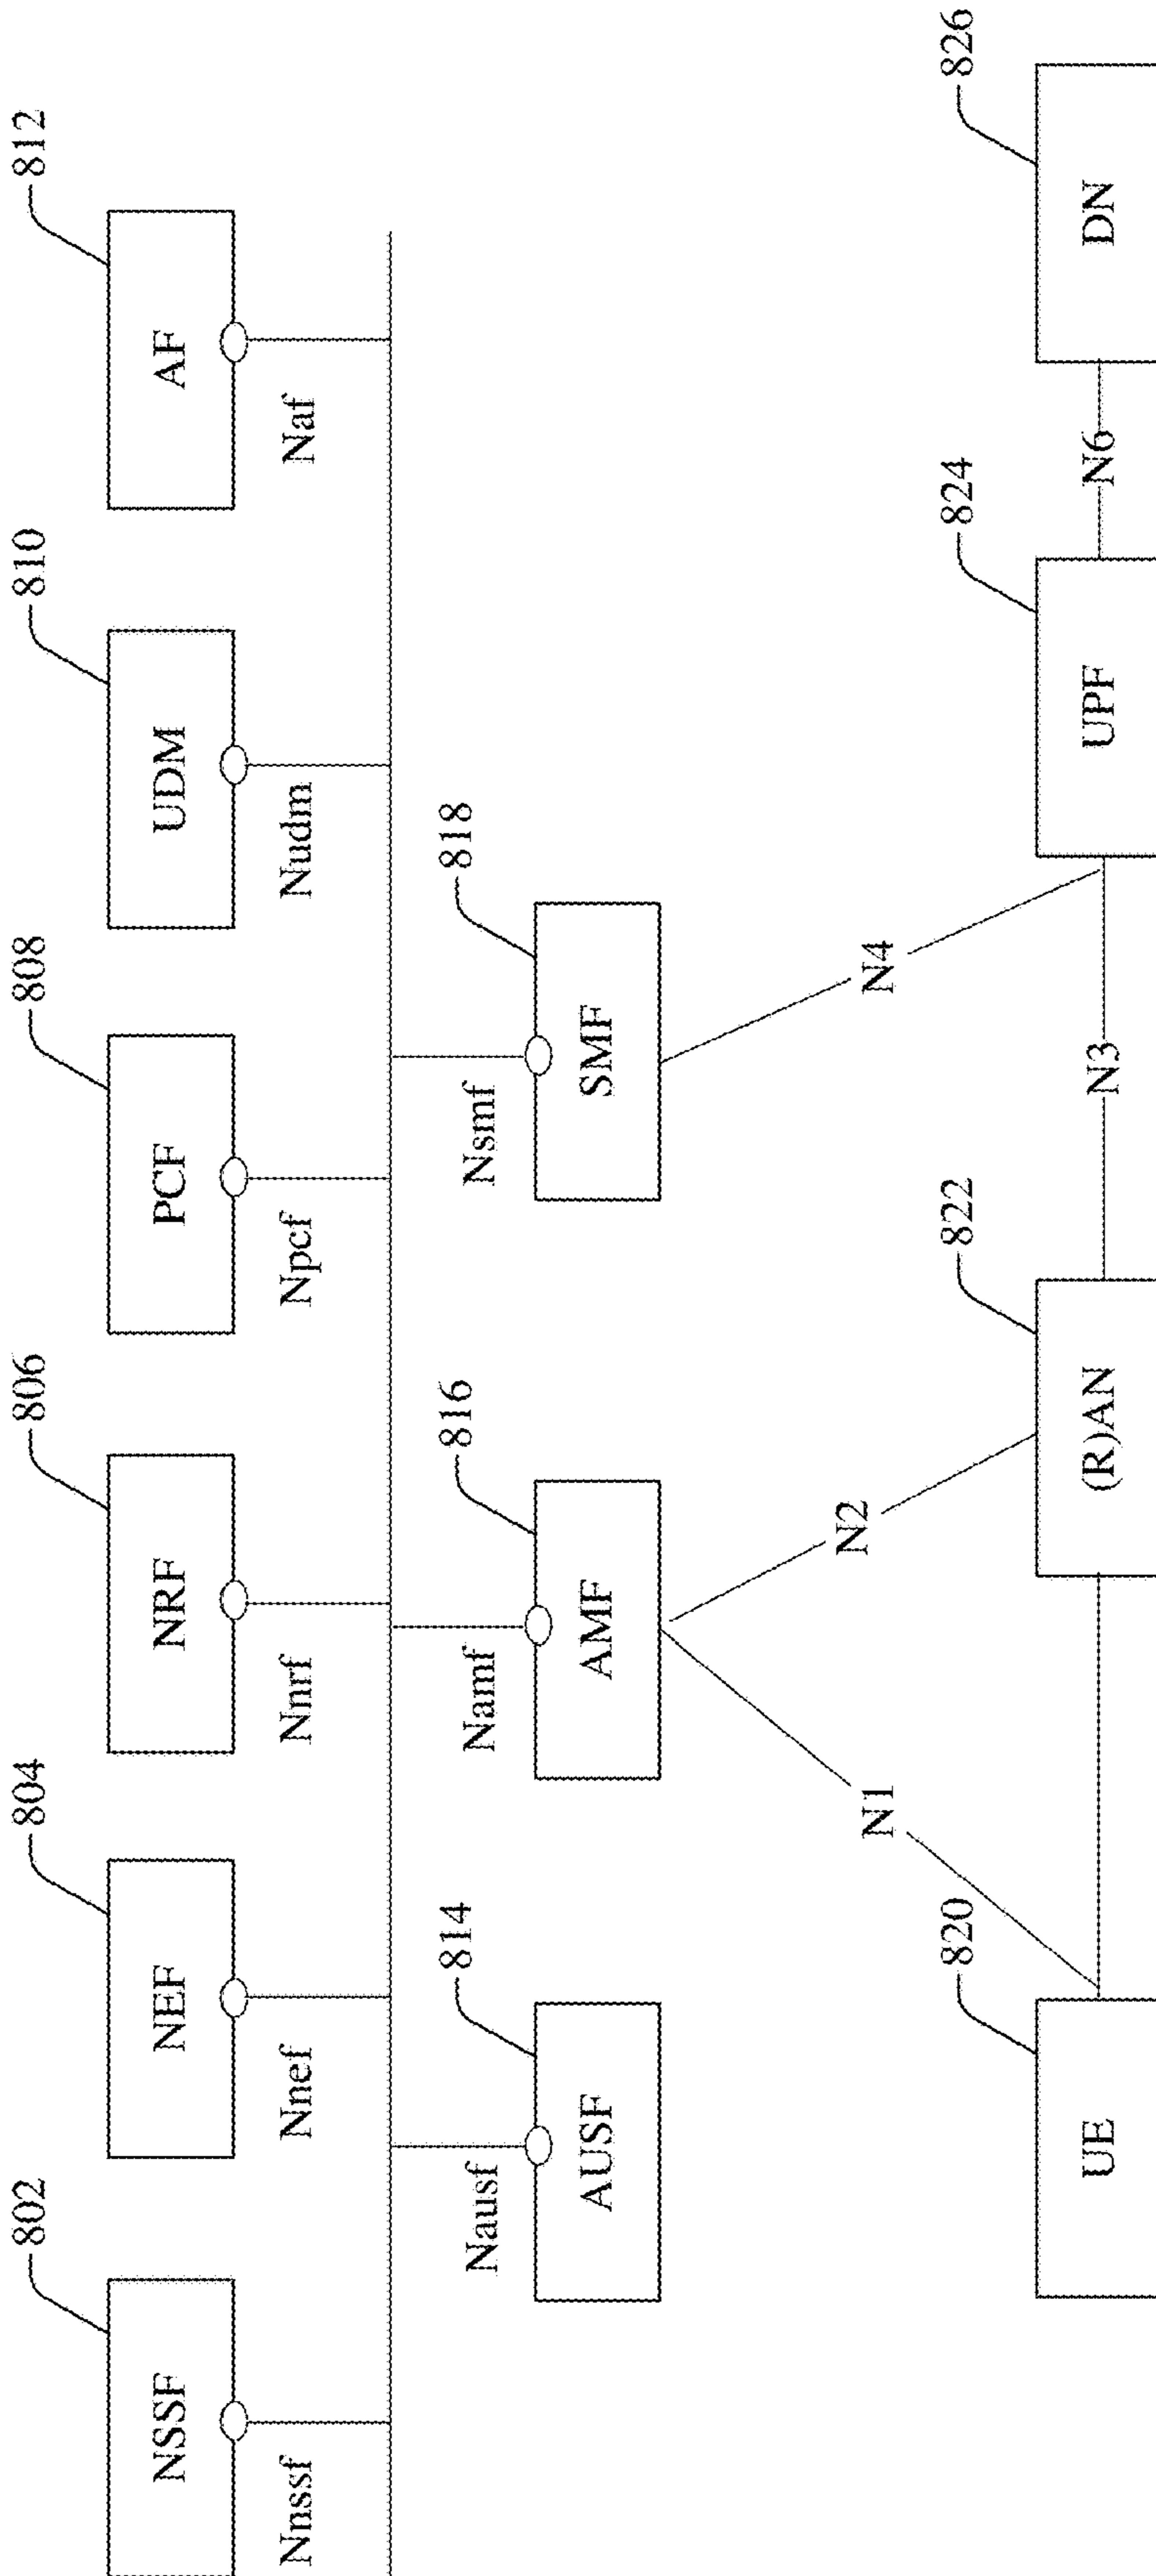 802
804
806
808
810
812
NSSF
NEF
NRF
PCF
UDM
AF
Nnssf
Nnef
Nnrf
Npcf
Nudm
Naf
Nausf
Namf
Nsmf
814
816
818
AUSF
AMF
SMF
N1
N2
N4
820
822
824
826
UE
(R)AN
N3
UPF
N6
DN